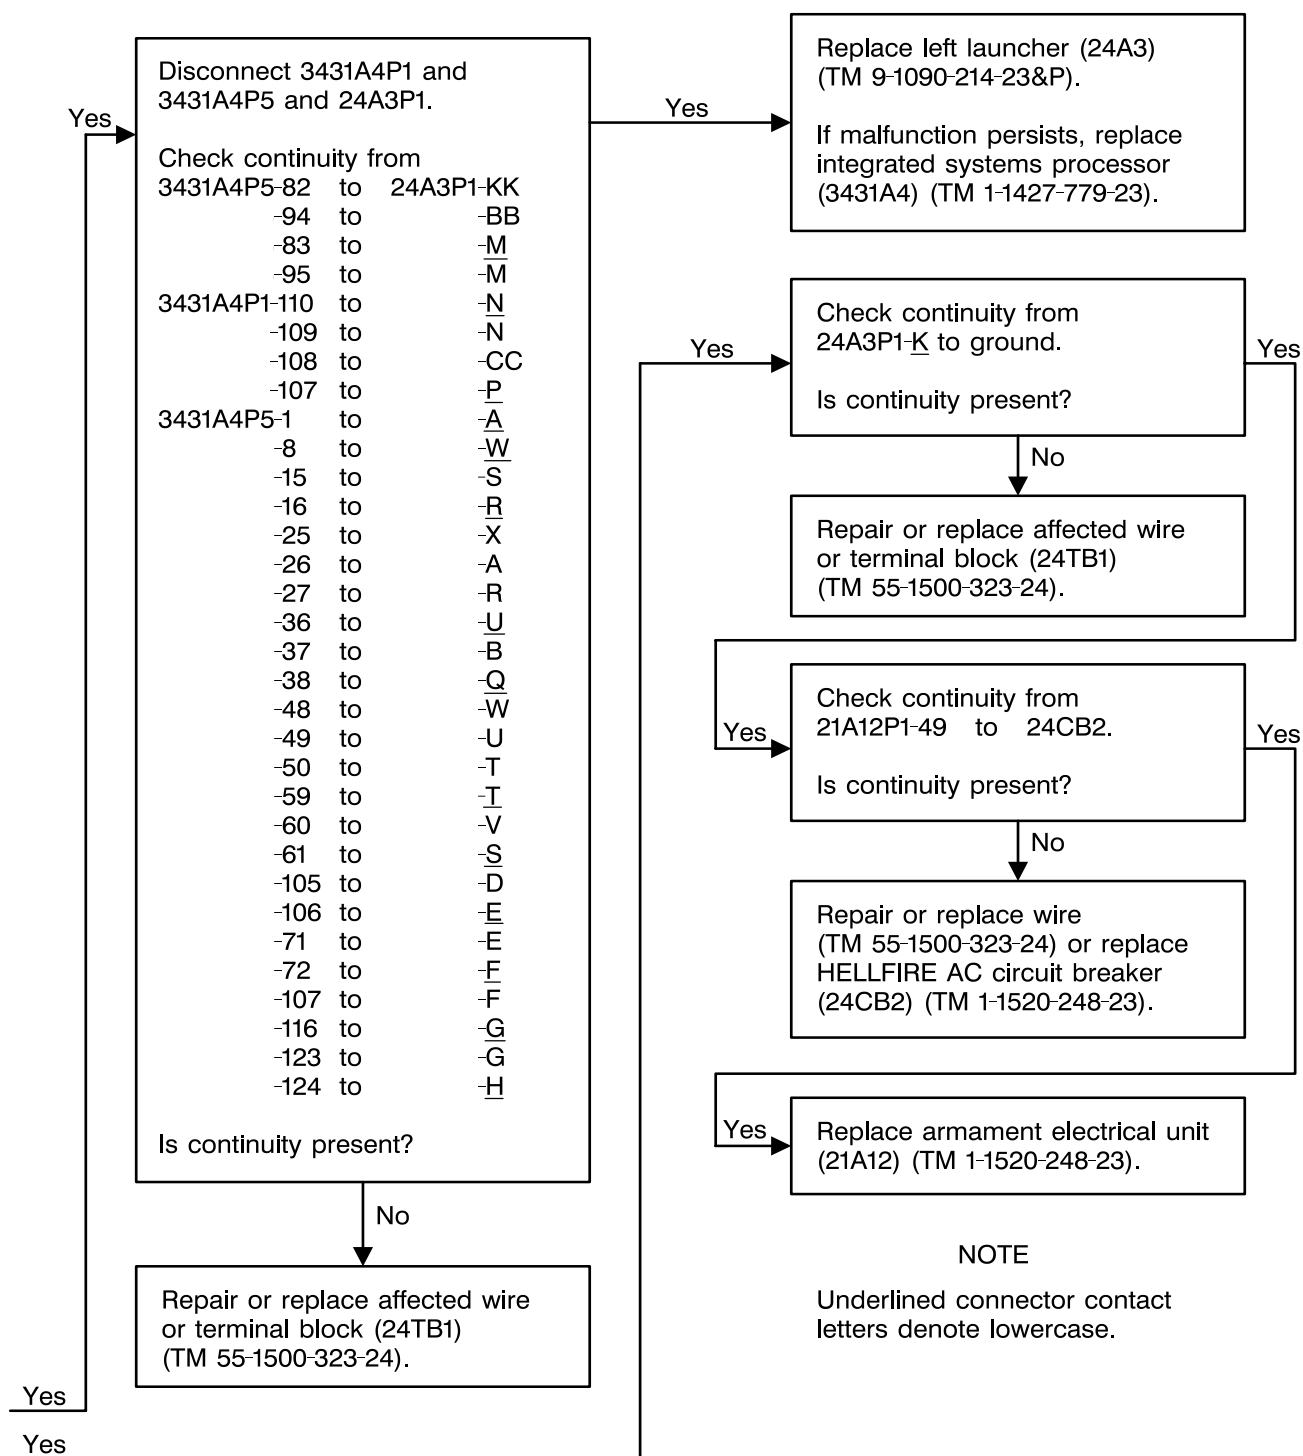 Yes
Disconnect 3431A4P1 and
3431A4P5 and 24A3P1.
Check continuity from
3431A4P5-82 to 24A3P1-KK
-94 to -BB
-83 to -M
-95 to -M
3431A4P1-110 to -N
-109 to -N
-108 to -CC
-107 to -P
3431A4P5-1 to -A
-8 to -W
-15 to -S
-16 to -R
-25 to -X
-26 to -A
-27 to -R
-36 to -U
-37 to -B
-38 to -Q
-48 to -W
-49 to -U
-50 to -T
-59 to -T
-60 to -V
-61 to -S
-105 to -D
-106 to -E
-71 to -E
-72 to -F
-107 to -F
-116 to -G
-123 to -G
-124 to -H
Is continuity present?
No
Repair or replace affected wire
or terminal block (24TB1)
(TM 55-1500-323-24).
Yes
Yes
Yes
Replace left launcher (24A3)
(TM 9-1090-214-23&P).
If malfunction persists, replace
integrated systems processor
(3431A4) (TM 1-1427-779-23).
Yes
Check continuity from
24A3P1-K to ground.
Is continuity present?
Yes
No
Repair or replace affected wire
or terminal block (24TB1)
(TM 55-1500-323-24).
Yes
Check continuity from
21A12P1-49 to 24CB2.
Is continuity present?
Yes
No
Repair or replace wire
(TM 55-1500-323-24) or replace
HELLFIRE AC circuit breaker
(24CB2) (TM 1-1520-248-23).
Yes
Replace armament electrical unit
(21A12) (TM 1-1520-248-23).
NOTE
Underlined connector contact
letters denote lowercase.